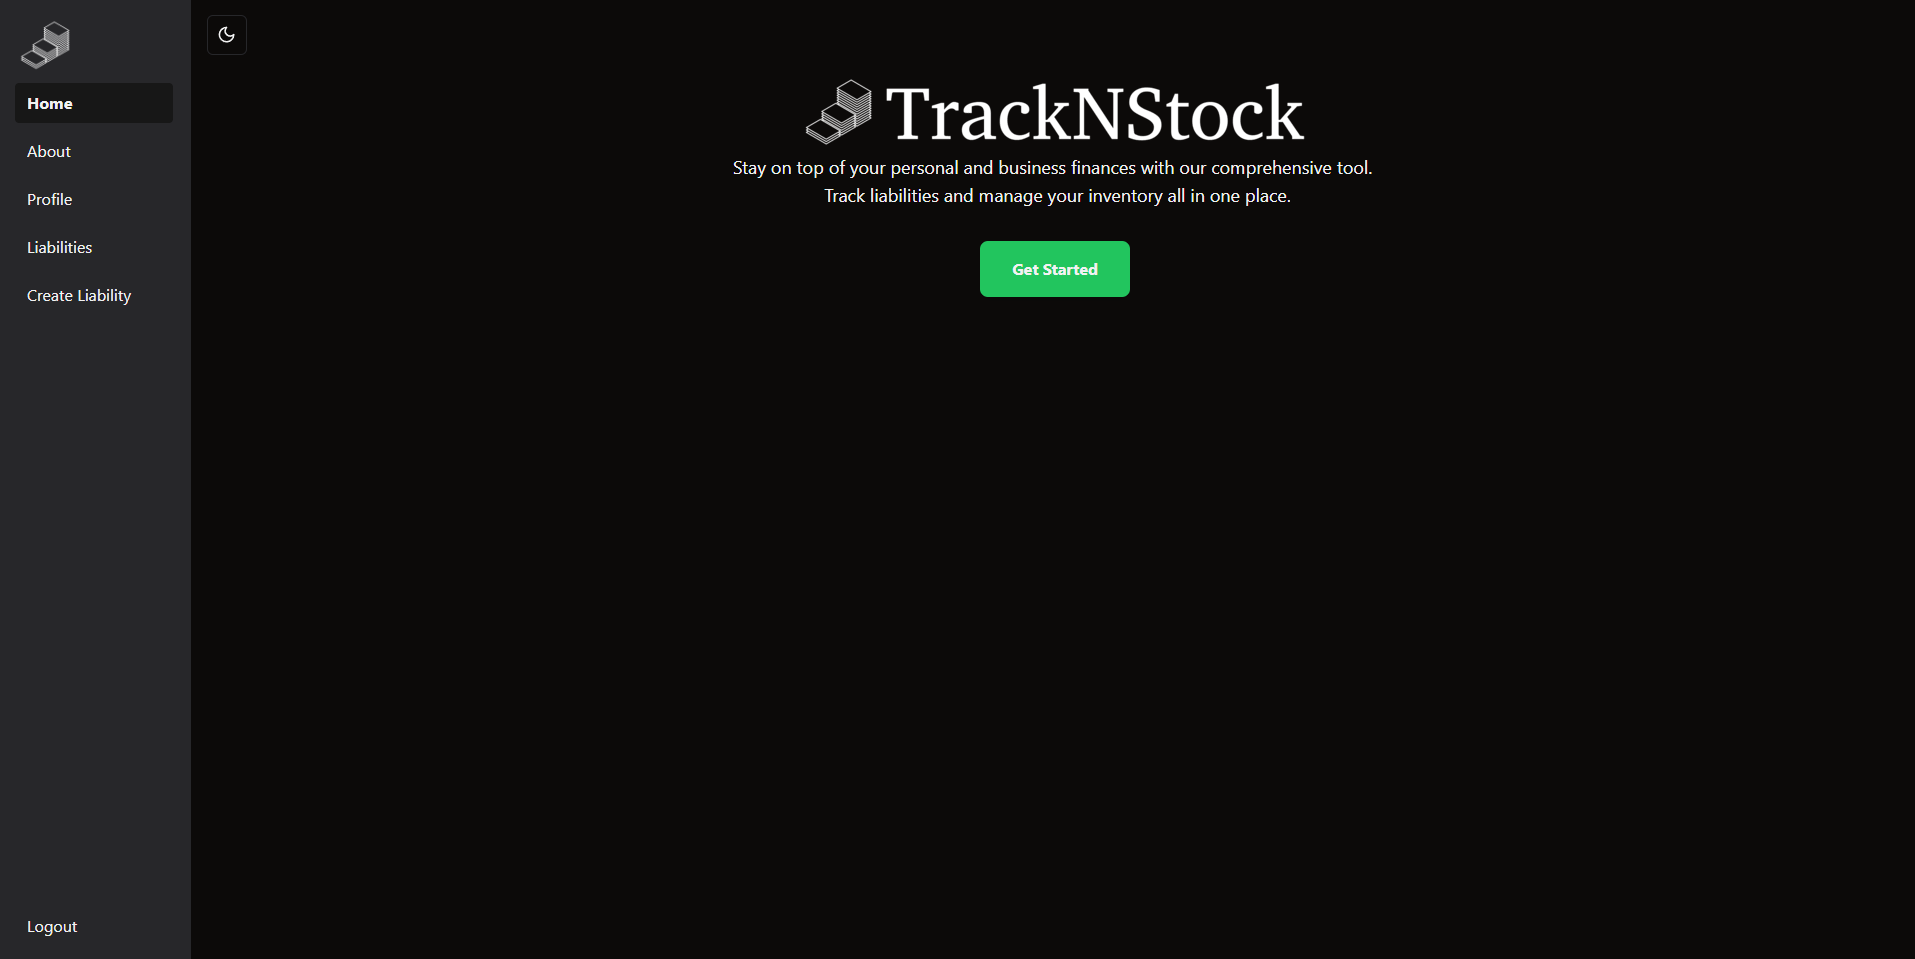 Home
About
Profile
Liabilities
Create Liability
Logout
TrackNStock
Stay on top of your personal and business finances with our comprehensive tool.
Track liabilities and manage your inventory all in one place.
Get Started